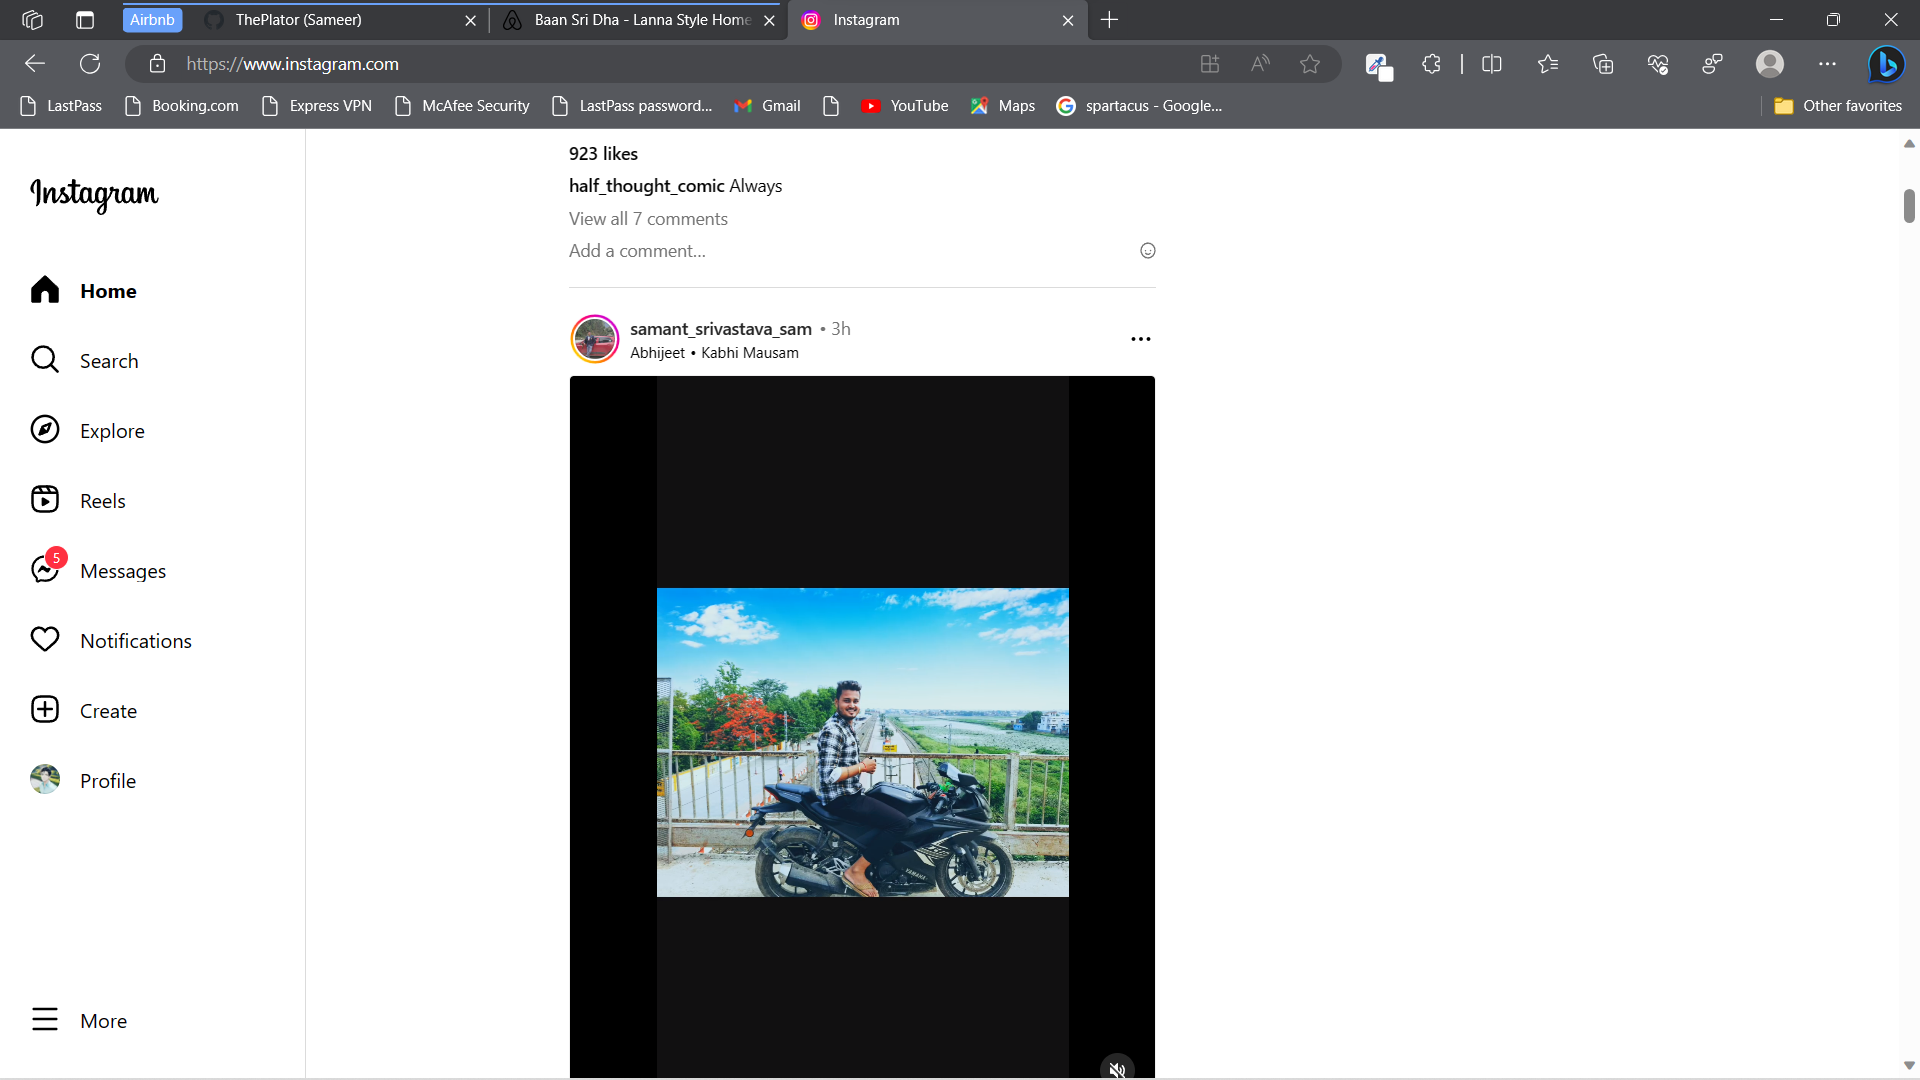 Airbnb
ThePlator (Sameer)
Baan Sri Dha - Lanna Style Home
Instagram
https://www.instagram.com
LastPass
Booking.com
Express VPN
McAfee Security
LastPass password...
Gmail
YouTube
Maps
spartacus - Google...
Other favorites
Instagram
Home
Search
Explore
Reels
5
Messages
Notifications
Create
Profile
More
923 likes
half_thought_comic Always
View all 7 comments
Add a comment...
samant_srivastava_sam • 3h
Abhijeet • Kabhi Mausam
YAMAHA